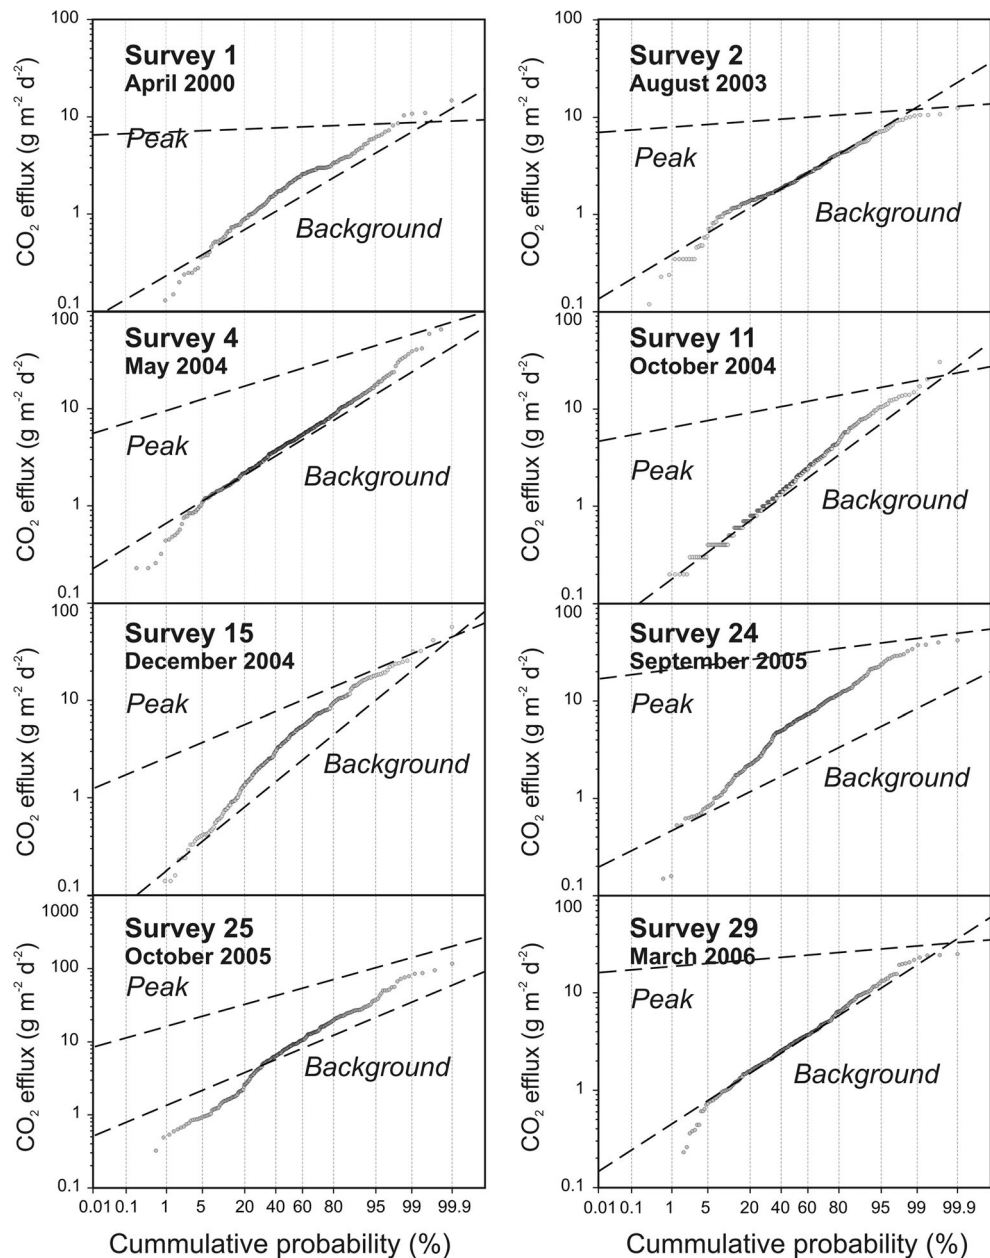 Survey 1
April 2000
CO2 efflux (g m-2 d-2)
100
10
1
0.1
Peak
Background
Survey 2
August 2003
CO2 efflux (g m-2 d-2)
100
10
1
0.1
Peak
Background
Survey 4
May 2004
CO2 efflux (g m-2 d-2)
100
10
1
0.1
Peak
Background
Survey 11
October 2004
CO2 efflux (g m-2 d-2)
100
10
1
0.1
Peak
Background
Survey 15
December 2004
CO2 efflux (g m-2 d-2)
100
10
1
0.1
Peak
Background
Survey 24
September 2005
CO2 efflux (g m-2 d-2)
100
10
1
0.1
Peak
Background
Survey 25
October 2005
CO2 efflux (g m-2 d-2)
1000
100
10
1
0.1
Peak
Background
0.01 0.1 1 5 20 40 60 80 95 99 99.9
Cummulative probability (%)
Survey 29
March 2006
CO2 efflux (g m-2 d-2)
100
10
1
0.1
Peak
Background
0.01 0.1 1 5 20 40 60 80 95 99 99.9
Cummulative probability (%)